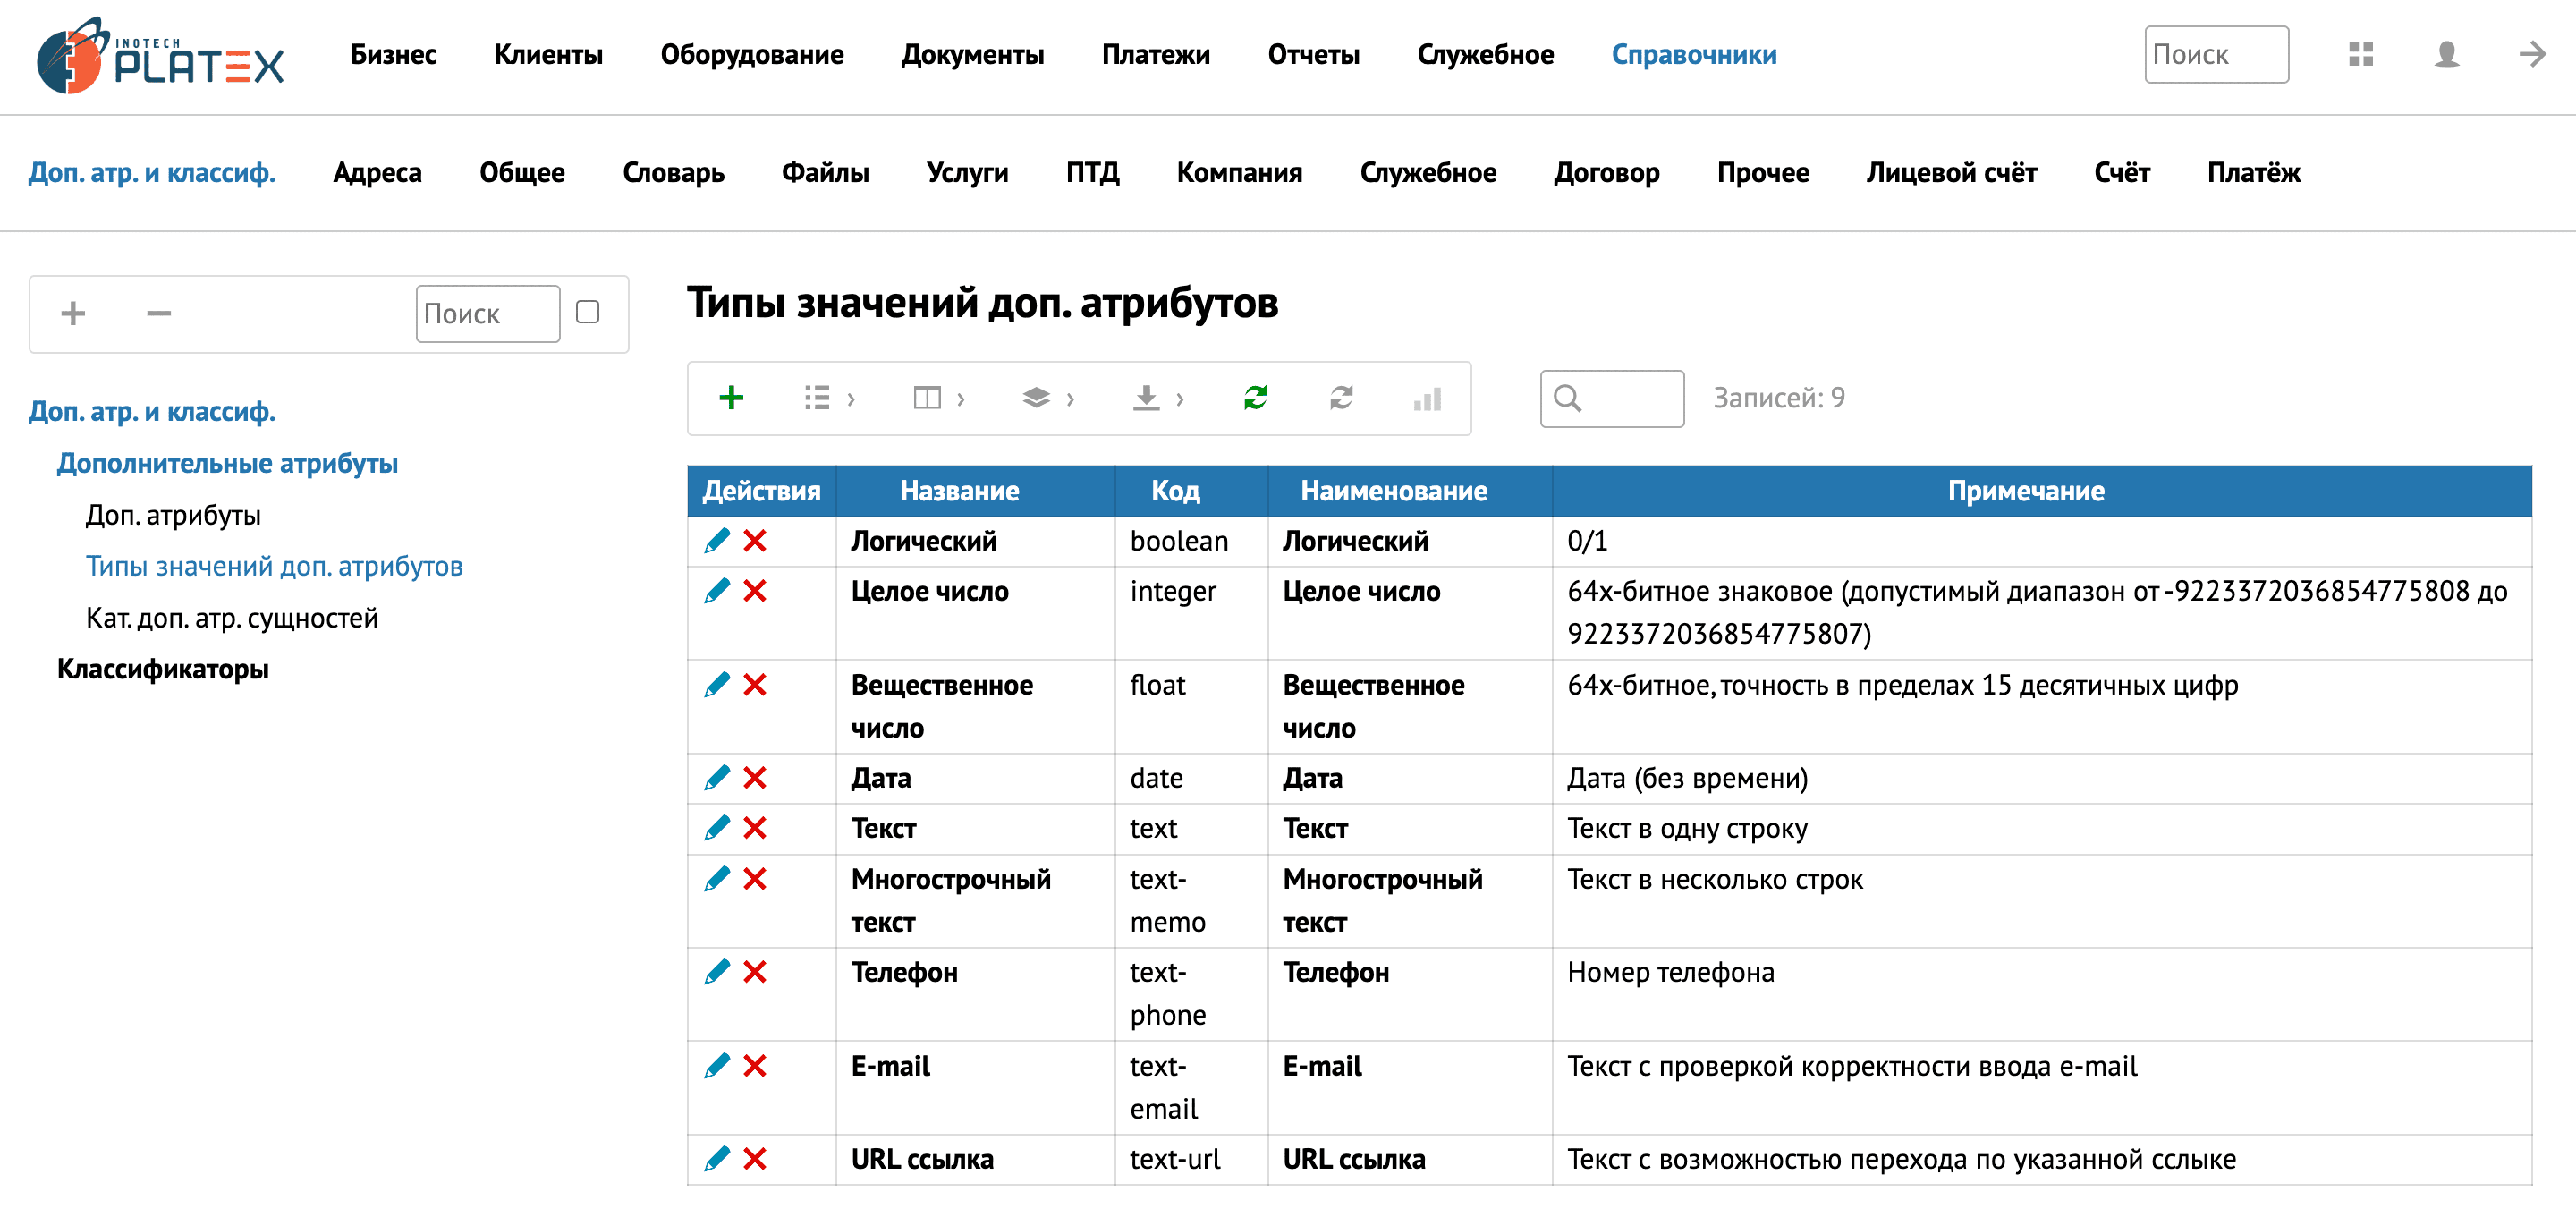 INOTECH
PLATEX
Бизнес Клиенты Оборудование Документы Платежи Отчеты Служебное Справочники Поиск
Доп. атр. и классиф. Адреса Общее Словарь Файлы Услуги ПТД Компания Служебное Договор Прочее Лицевой счёт Счёт Платёж
Поиск
Доп. атр. и классиф.
Дополнительные атрибуты
Доп. атрибуты
Типы значений доп. атрибутов
Кат. доп. атр. сущностей
Классификаторы
Типы значений доп. атрибутов
Записей: 9
Действия Название Код Наименование Примечание
Логический boolean Логический 0/1
Целое число integer Целое число 64х-битное знаковое (допустимый диапазон от -9223372036854775808 до
9223372036854775807)
Вещественное float Вещественное 64х-битное, точность в пределах 15 десятичных цифр
число число
Дата date Дата Дата (без времени)
Текст text Текст Текст в одну строку
Многострочный text- Многострочный Текст в несколько строк
текст memo текст
Телефон text- Телефон Номер телефона
phone
E-mail text- E-mail Текст с проверкой корректности ввода e-mail
email
URL ссылка text-url URL ссылка Текст с возможностью перехода по указанной сслыке